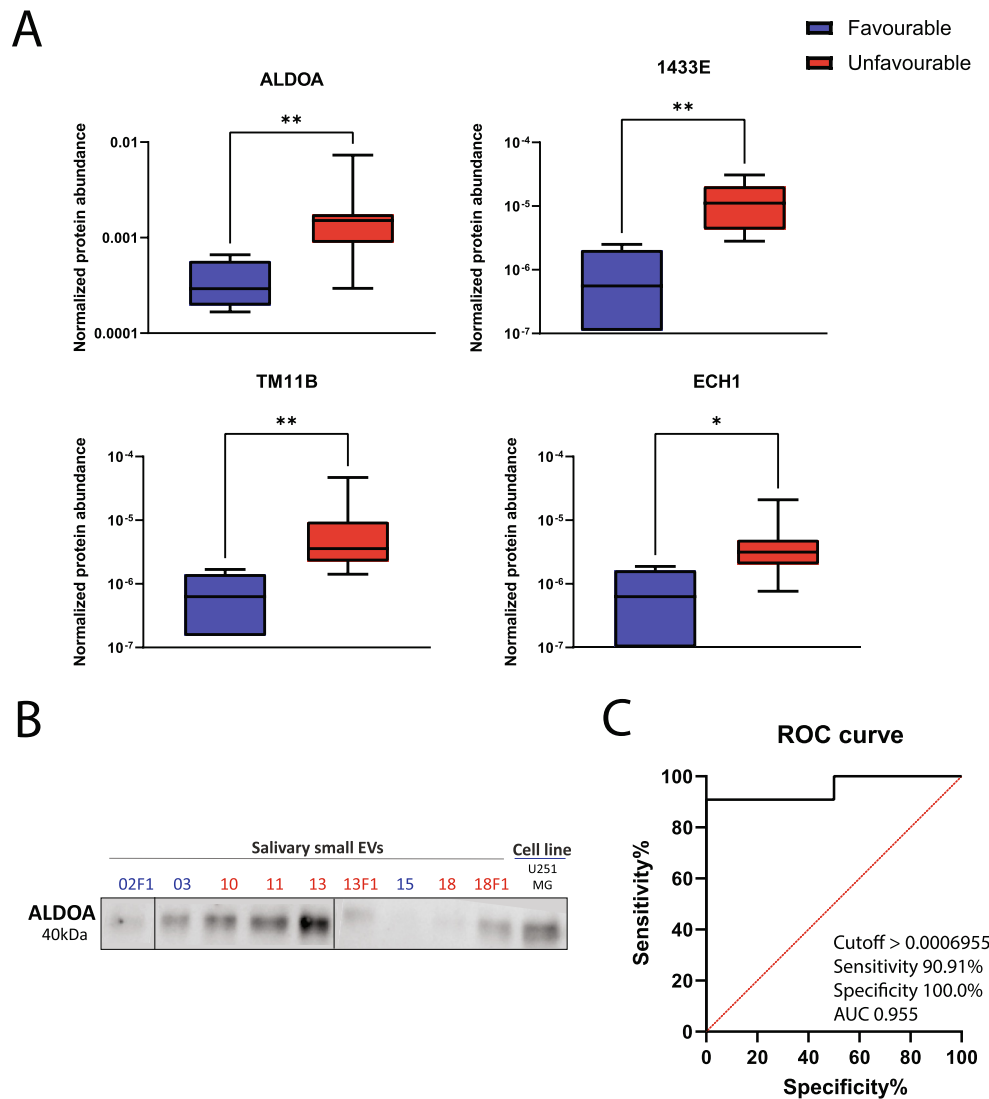 A
Favourable
Unfavourable
ALDOA
**
Normalized protein abundance
0.01
0.001
0.0001
1433E
**
Normalized protein abundance
10-4
10-5
10-6
10-7
TM11B
**
Normalized protein abundance
10-4
10-5
10-6
10-7
ECH1
*
Normalized protein abundance
10-4
10-5
10-6
10-7
B
Salivary small EVs
Cell line
02F1 03 10 11 13 13F1 15 18 18F1 U251 MG
ALDOA
40kDa
C
ROC curve
Sensitivity%
100
80
60
40
20
0
Cutoff > 0.0006955
Sensitivity 90.91%
Specificity 100.0%
AUC 0.955
0 20 40 60 80 100
Specificity%